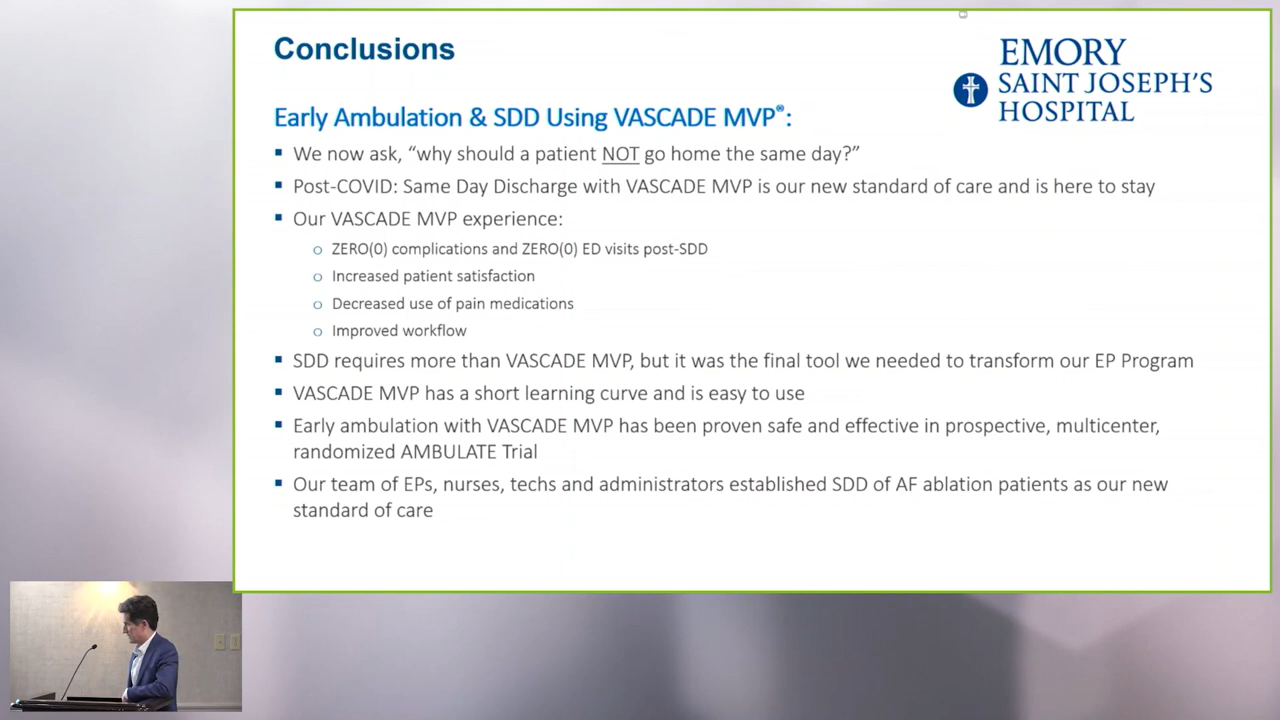 Conclusions
EMORY
SAINT JOSEPH'S
HOSPITAL
Early Ambulation & SDD Using VASCADE MVP®:
▪ We now ask, “why should a patient NOT go home the same day?”
▪ Post-COVID: Same Day Discharge with VASCADE MVP is our new standard of care and is here to stay
▪ Our VASCADE MVP experience:
o ZERO(0) complications and ZERO(0) ED visits post-SDD
o Increased patient satisfaction
o Decreased use of pain medications
o Improved workflow
▪ SDD requires more than VASCADE MVP, but it was the final tool we needed to transform our EP Program
▪ VASCADE MVP has a short learning curve and is easy to use
▪ Early ambulation with VASCADE MVP has been proven safe and effective in prospective, multicenter,
randomized AMBULATE Trial
▪ Our team of EPs, nurses, techs and administrators established SDD of AF ablation patients as our new
standard of care